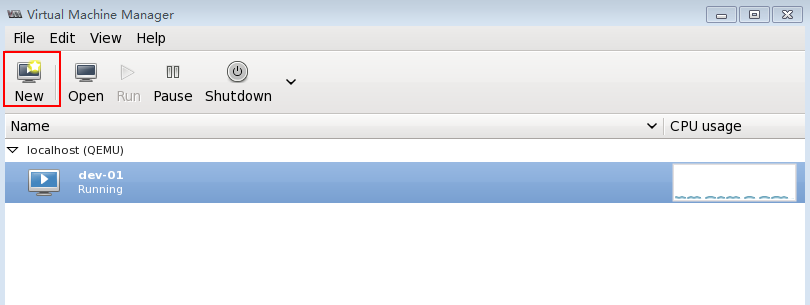 Virtual Machine Manager
File Edit View Help
New Open Run Pause Shutdown
Name CPU usage
localhost (QEMU)
dev-01
Running